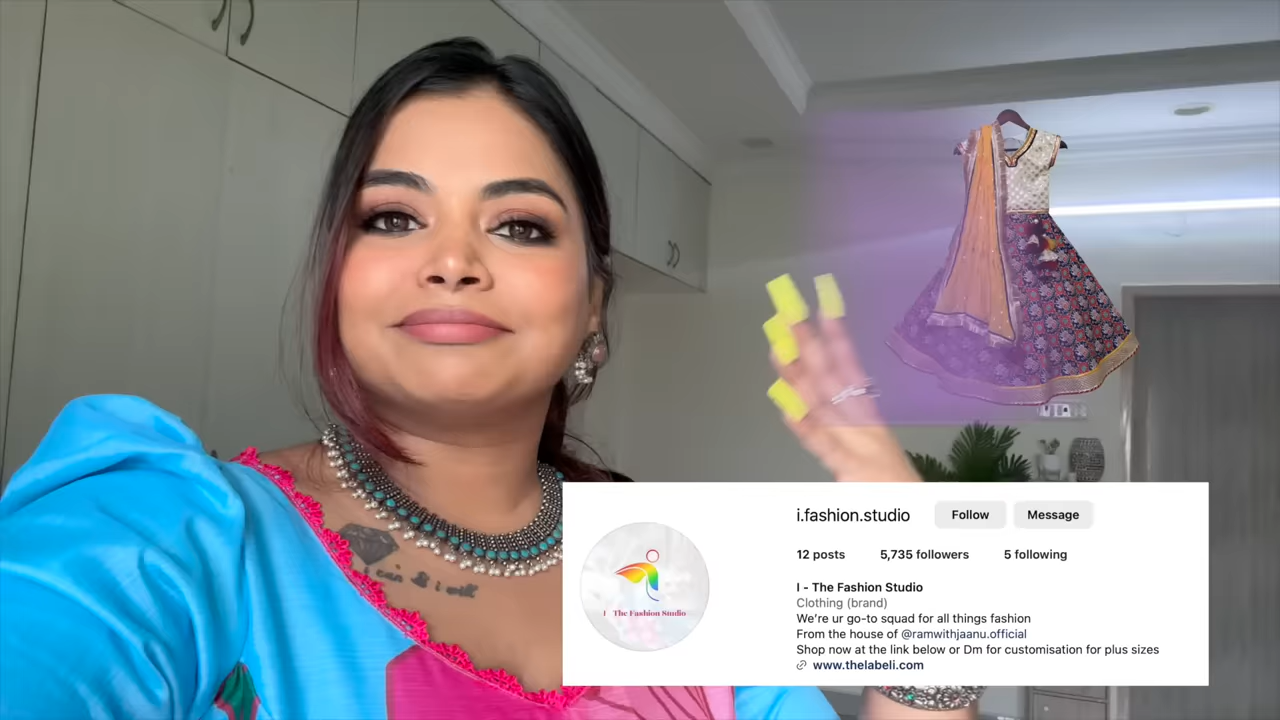 i can & i will
i.fashion.studio
Follow
Message
12 posts
5,735 followers
5 following
I - The Fashion Studio
I - The Fashion Studio
Clothing (brand)
We're ur go-to squad for all things fashion
From the house of @ramwithjaanu.official
Shop now at the link below or Dm for customisation for plus sizes
www.thelabeli.com